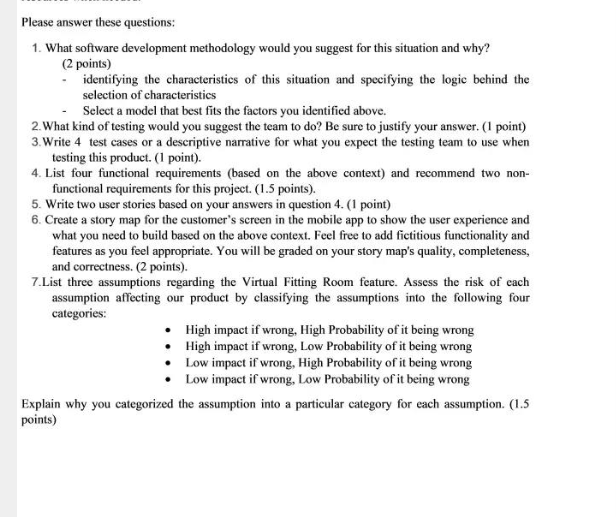 Please answer these questions:
1. What software development methodology would you suggest for this situation and why?
(2 points)
- identifying the characteristics of this situation and specifying the logic behind the
selection of characteristics
- Select a model that best fits the factors you identified above.
2.What kind of testing would you suggest the team to do? Be sure to justify your answer. (1 point)
3.Write 4 test cases or a descriptive narrative for what you expect the testing team to use when
testing this product. (1 point).
4. List four functional requirements (based on the above context) and recommend two non-
functional requirements for this project. (1.5 points).
5. Write two user stories based on your answers in question 4. (1 point)
6. Create a story map for the customer's screen in the mobile app to show the user experience and
what you need to build based on the above context. Feel free to add fictitious functionality and
features as you feel appropriate. You will be graded on your story map's quality, completeness,
and correctness. (2 points).
7.List three assumptions regarding the Virtual Fitting Room feature. Assess the risk of each
assumption affecting our product by classifying the assumptions into the following four
categories:
• High impact if wrong, High Probability of it being wrong
• High impact if wrong, Low Probability of it being wrong
• Low impact if wrong, High Probability of it being wrong
• Low impact if wrong, Low Probability of it being wrong
Explain why you categorized the assumption into a particular category for each assumption. (1.5
points)